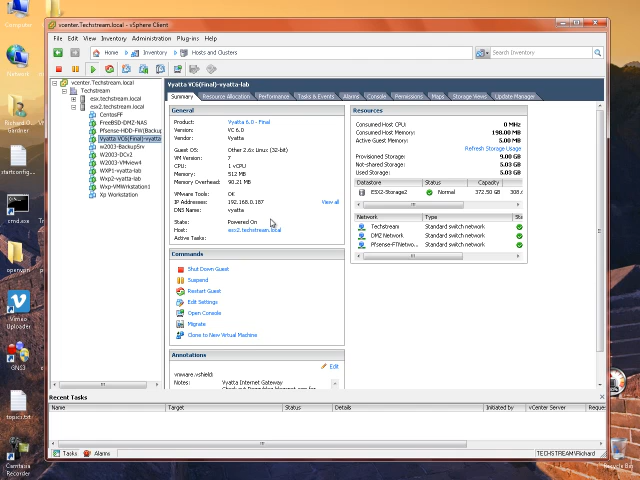 Computer
vcenter.Techstream.local - vSphere Client
File Edit View Inventory Administration Plug-ins Help
Home Inventory Hosts and Clusters
Search Inventory
Network
Richard Gardner
startconfig....
cmd.exe
openvpn
Vimeo Uploader
GNS3
topics.txt
Camtasia Recorder
vcenter.Techstream.local
Techstream
esx.techstream.local
esx2.techstream.local
CentosFF
FreeBSD-DMZ-NAS
Pfsense-HDD-FW(Backup
Vyatta VC6(Final)-vyatta-
w2003-BackupSrv
W2003-DCv2
W2003-VMview4
WXP1-vyatta-lab
Wxp2-vyatta-lab
Wxp-VMWorkstation1
Xp Workstation
Vyatta VC6(Final)-vyatta-lab
Summary Resource Allocation Performance Tasks & Events Alarms Console Permissions Maps Storage Views Update Manager
General
Product: Vyatta 6.0 - Final
Version: VC 6.0
Vendor: Vyatta
Guest OS: Other 2.6x Linux (32-bit)
VM Version: 7
CPU: 1 vCPU
Memory: 512 MB
Memory Overhead: 90.21 MB
VMware Tools: OK
IP Addresses: 192.168.0.187 View all
DNS Name: vyatta
State: Powered On
Host: esx2.techstream.local
Active Tasks:
Commands
Shut Down Guest
Suspend
Restart Guest
Edit Settings
Open Console
Migrate
Clone to New Virtual Machine
Annotations
Edit
vmware.vshield:
Notes: Vyatta Internet Gateway
Resources
Consumed Host CPU: 0 MHz
Consumed Host Memory: 198.00 MB
Active Guest Memory: 5.00 MB
Refresh Storage Usage
Provisioned Storage: 9.00 GB
Not-shared Storage: 5.03 GB
Used Storage: 5.03 GB
Datastore Status Capacity
ESX2-Storage2 Normal 372.50 GB 308.
Network Type Sta
Techstream Standard switch network
DMZ Network Standard switch network
Pfsense-FTNetwo... Standard switch network
Recent Tasks
Name Target Status Details Initiated by vCenter Server Reques
Tasks Alarms
TECHSTREAM\Richard
Recycle Bin